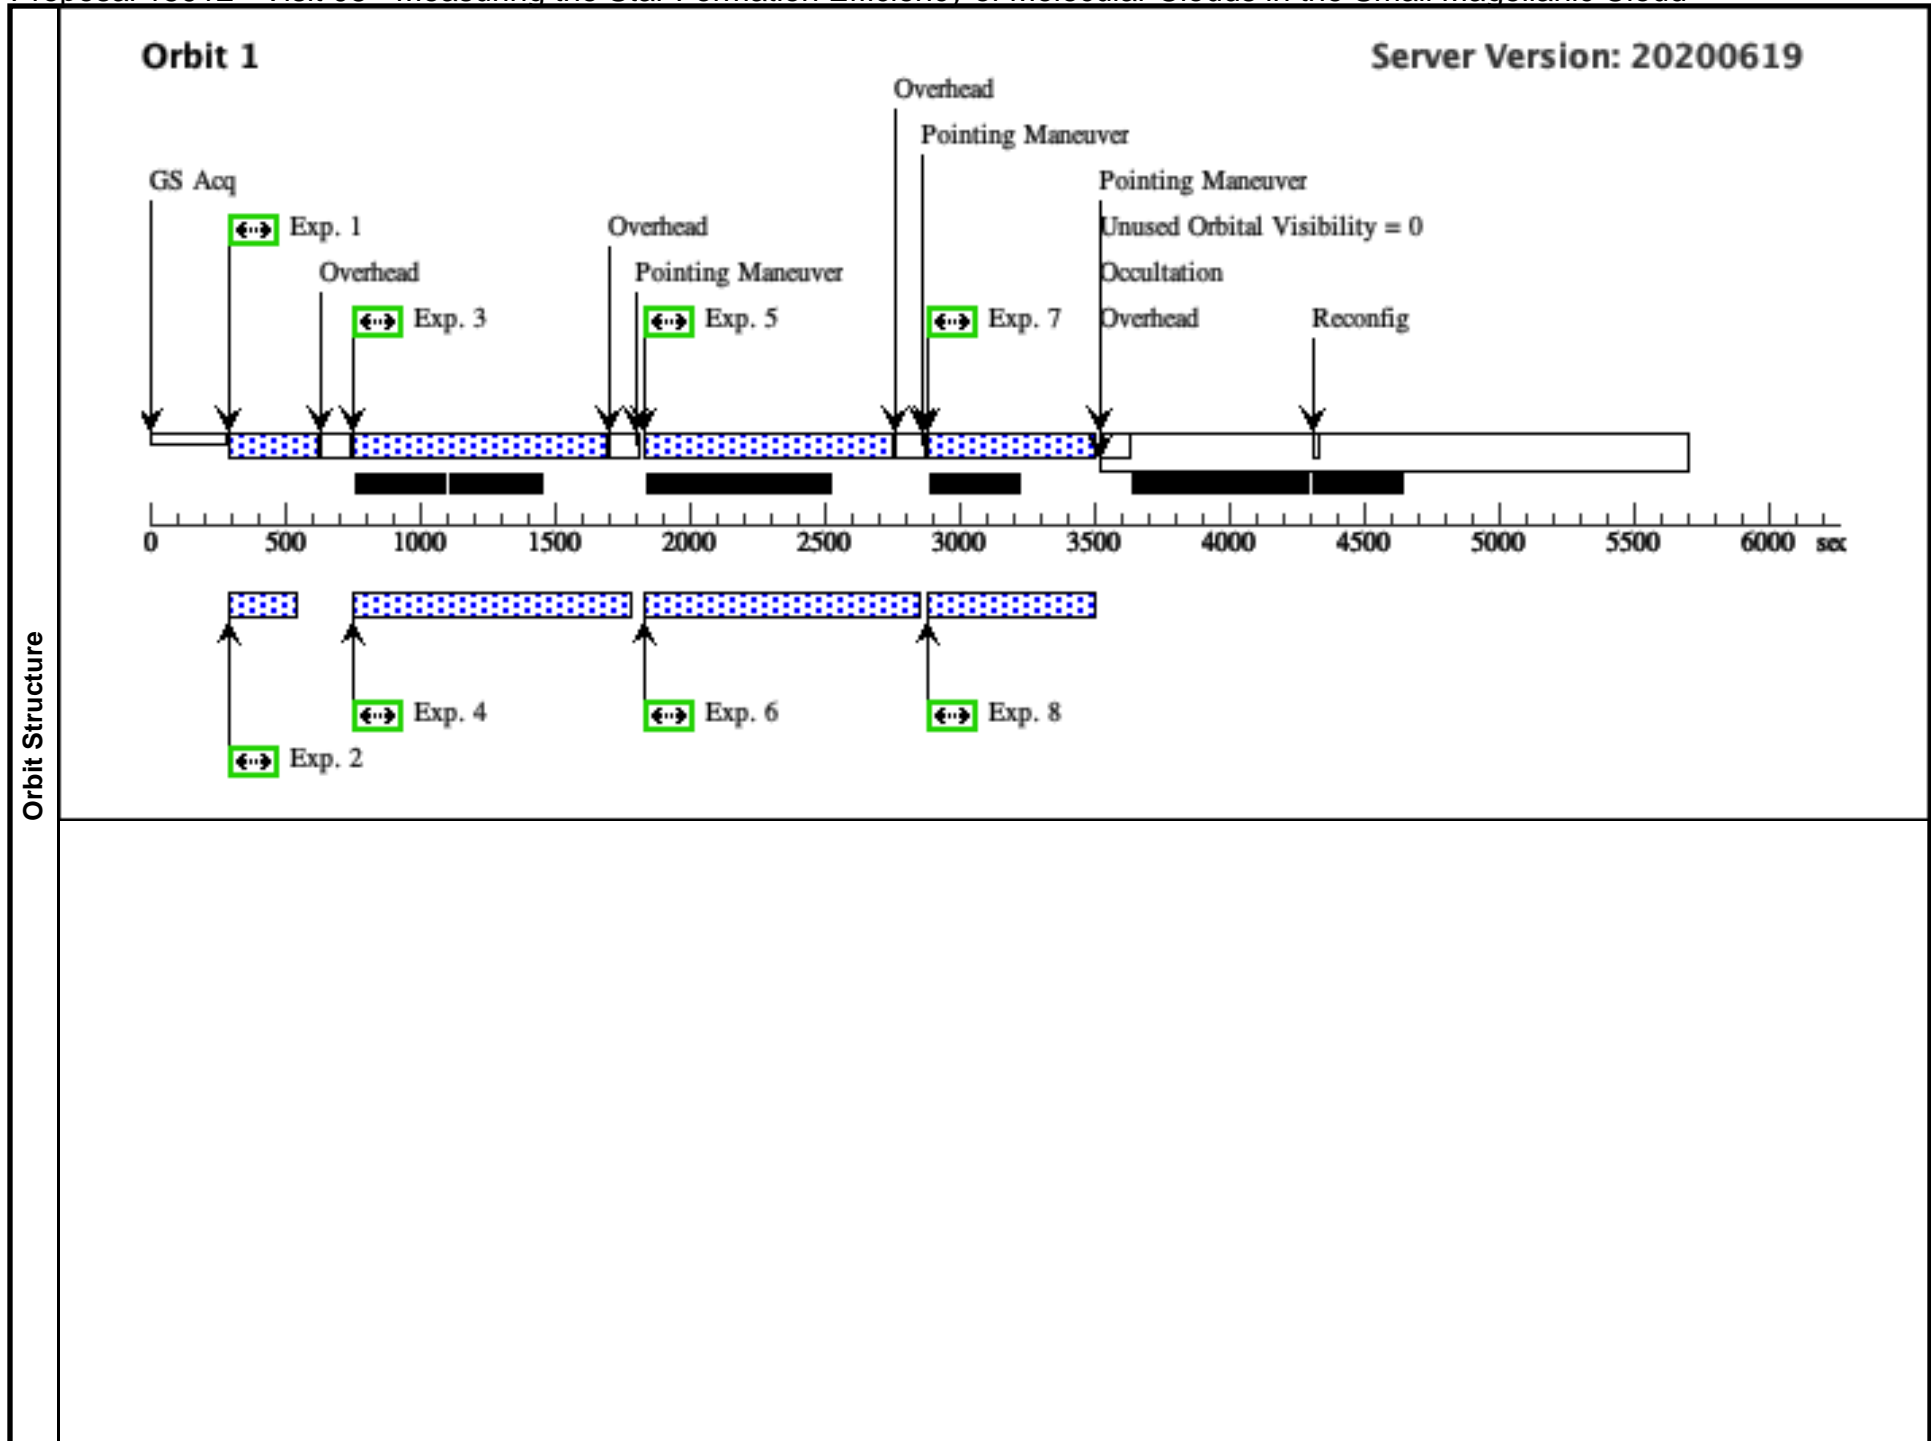 Orbit 1
Server Version: 20200619
Overhead
Pointing Maneuver
GS Acq
Pointing Maneuver
Exp. 1
Overhead
Unused Orbital Visibility = 0
Overhead
Pointing Maneuver
Occultation
Exp. 3
Exp. 5
Exp. 7
Overhead
Reconfig
0 500 1000 1500 2000 2500 3000 3500 4000 4500 5000 5500 6000 sec
Exp. 4
Exp. 6
Exp. 8
Exp. 2
Orbit Structure